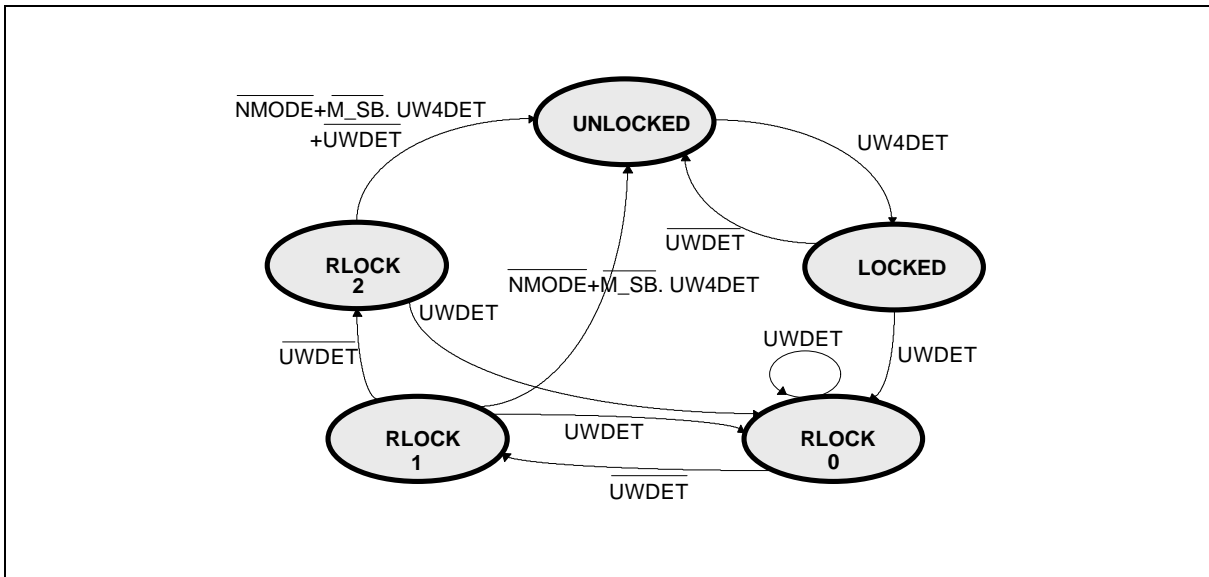 NMODE+M_SB. UW4DET
+UWDET
UNLOCKED
UW4DET
UWDET
RLOCK
2
LOCKED
NMODE+M_SB. UW4DET
UWDET
UWDET
UWDET
UWDET
RLOCK
1
UWDET
RLOCK
0
UWDET